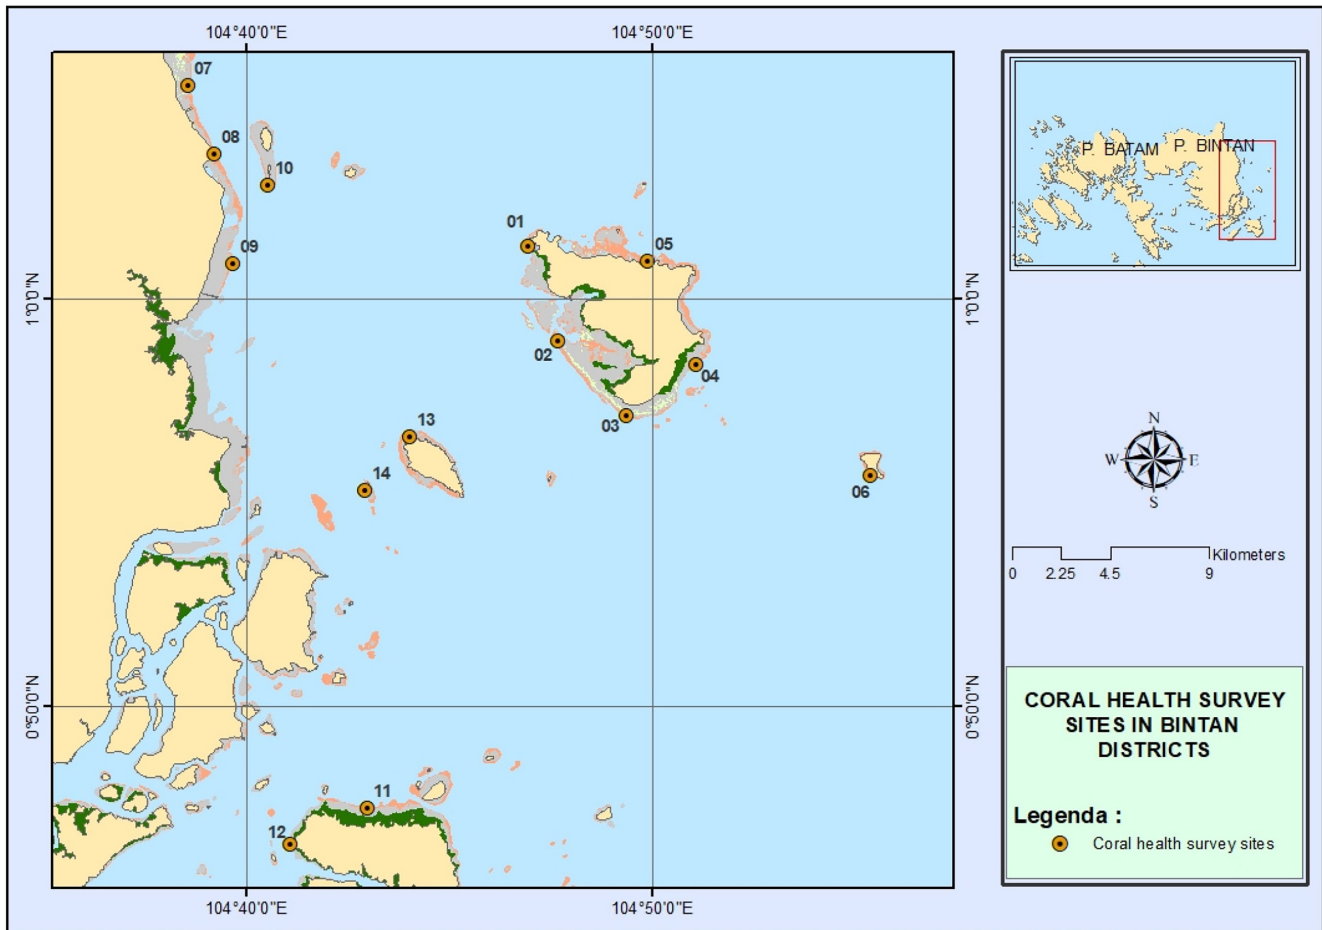 104°40'0"E
104°50'0"E
07
08
10
01
05
09
1°0'0"N
1°0'0"N
02
04
03
13
14
06
0°50'0"N
0°50'0"N
11
12
104°40'0"E
104°50'0"E
P. BATAM
P. BINTAN
N
W
E
S
Kilometers
0 2.25 4.5 9
CORAL HEALTH SURVEY
SITES IN BINTAN
DISTRICTS
Legenda :
Coral health survey sites